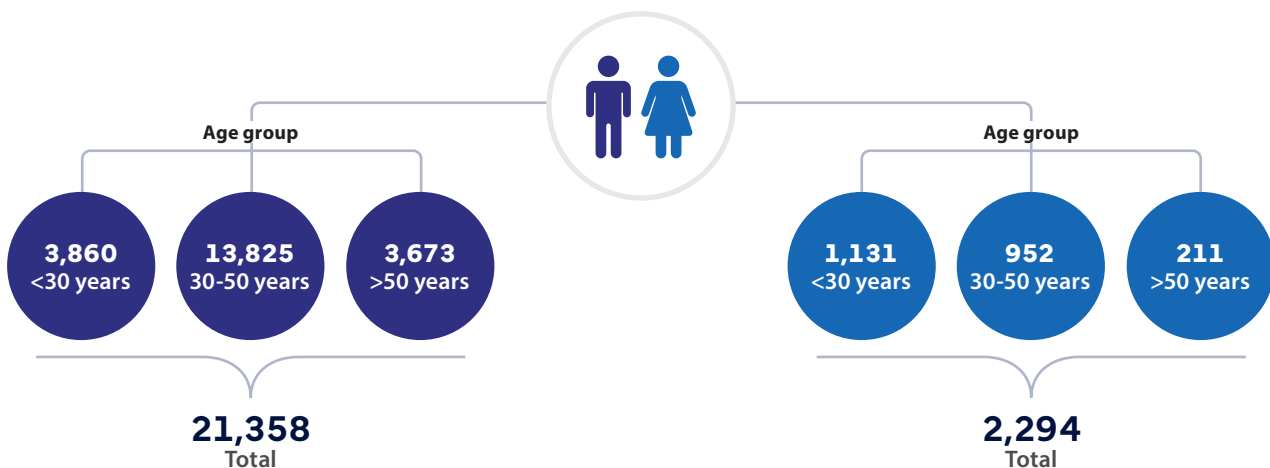 Age group
3,860
<30 years
13,825
30-50 years
3,673
>50 years
21,358
Total
Age group
1,131
<30 years
952
30-50 years
211
>50 years
2,294
Total